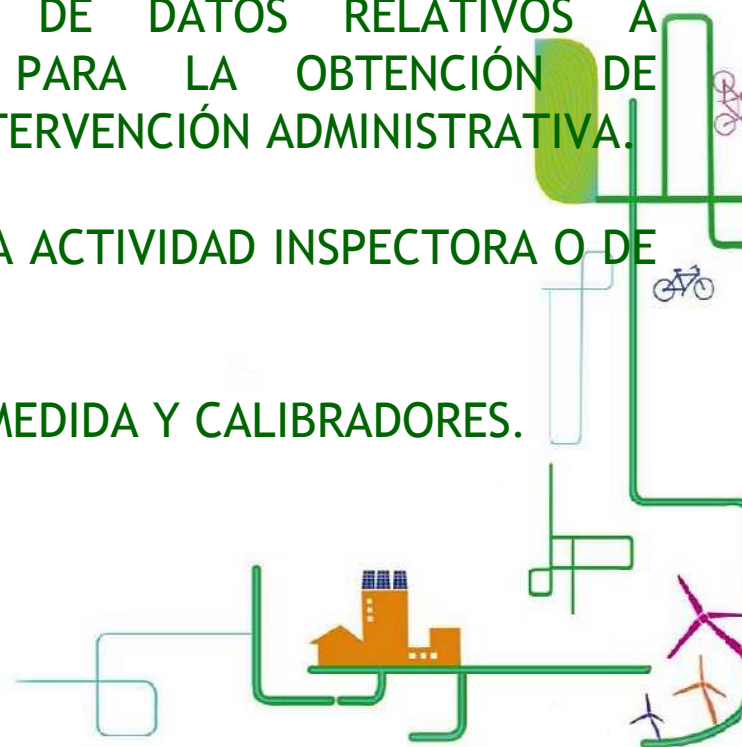 DE DATOS RELATIVOS A
PARA LA OBTENCIÓN DE
TERVENCIÓN ADMINISTRATIVA.
A ACTIVIDAD INSPECTORA O DE
MEDIDA Y CALIBRADORES.